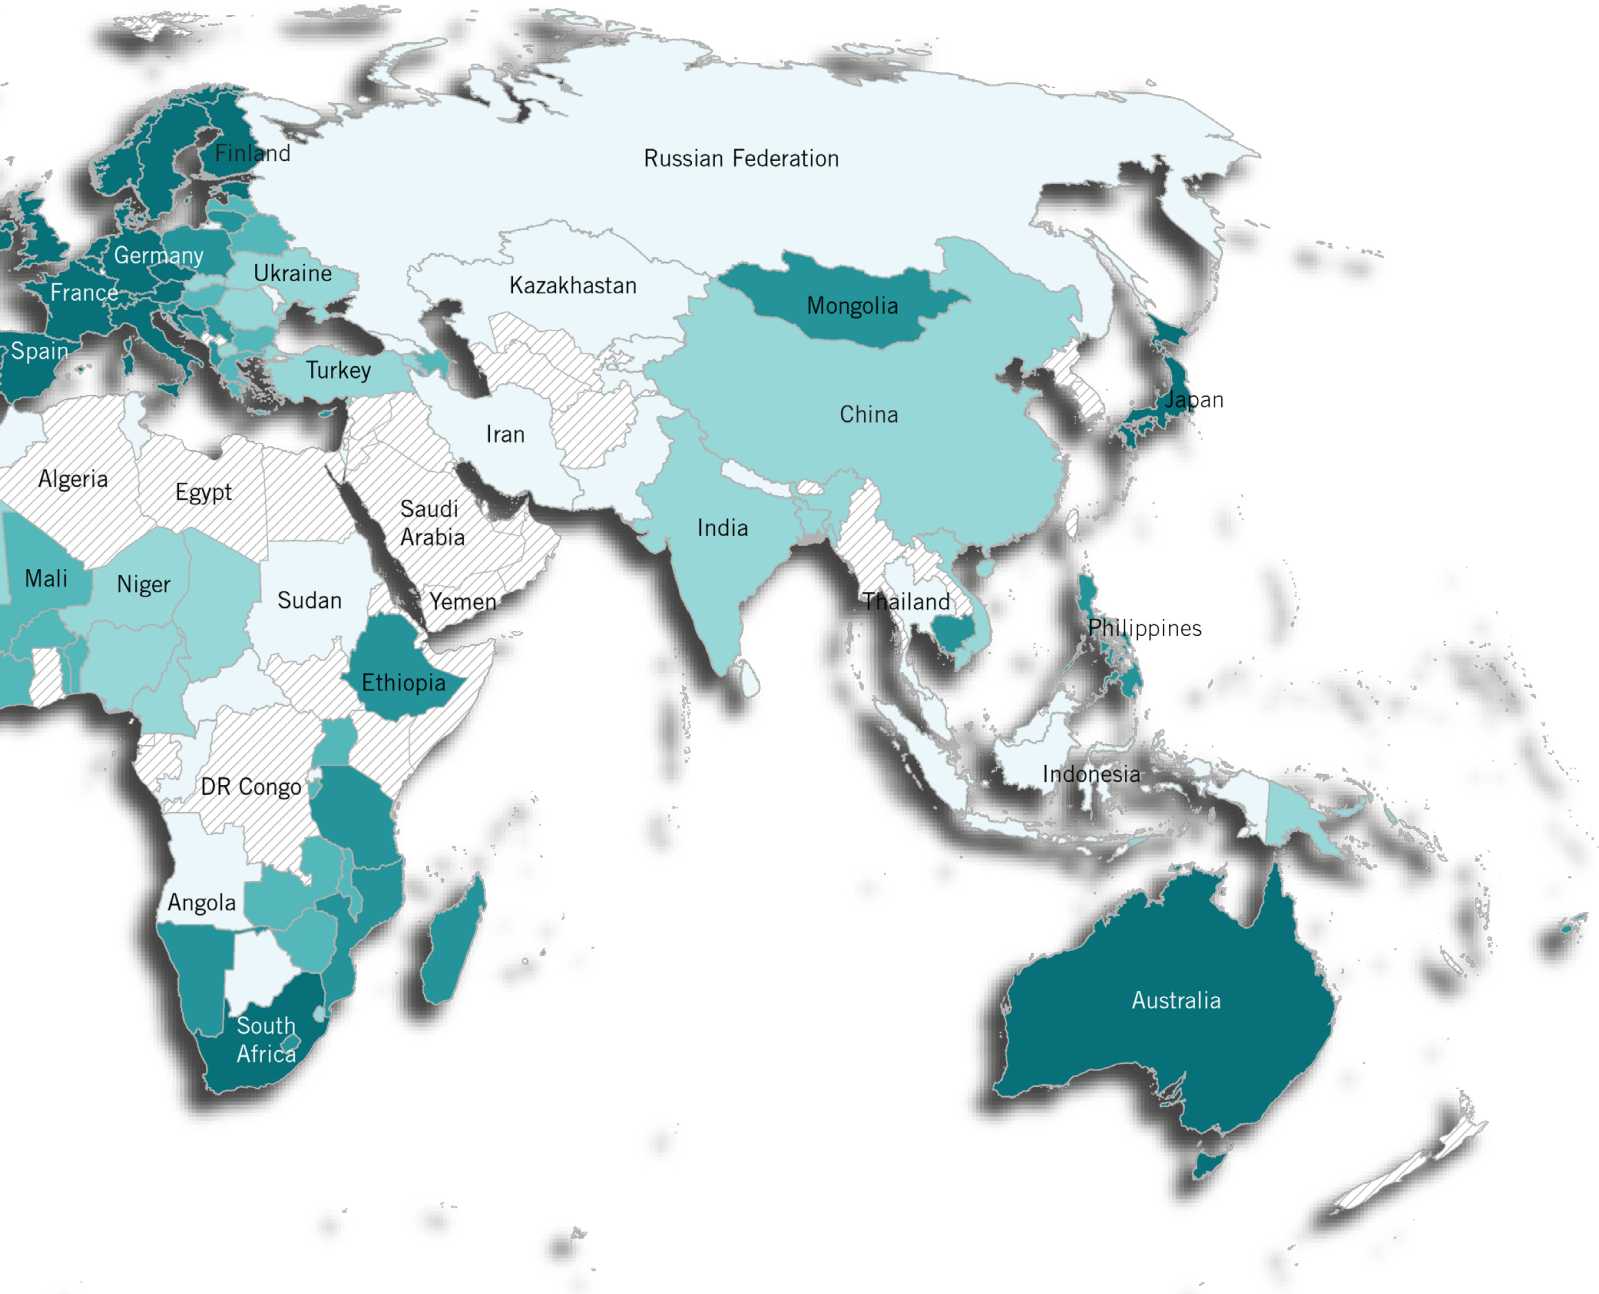 Finland
Russian Federation
Germany
Ukraine
France
Kazakhstan
Mongolia
Spain
Turkey
Japan
China
Iran
Algeria
Egypt
Saudi
Arabia
India
Mali
Niger
Sudan
Yemen
Thailand
Philippines
Ethiopia
DR Congo
Indonesia
Angola
Australia
South
Africa